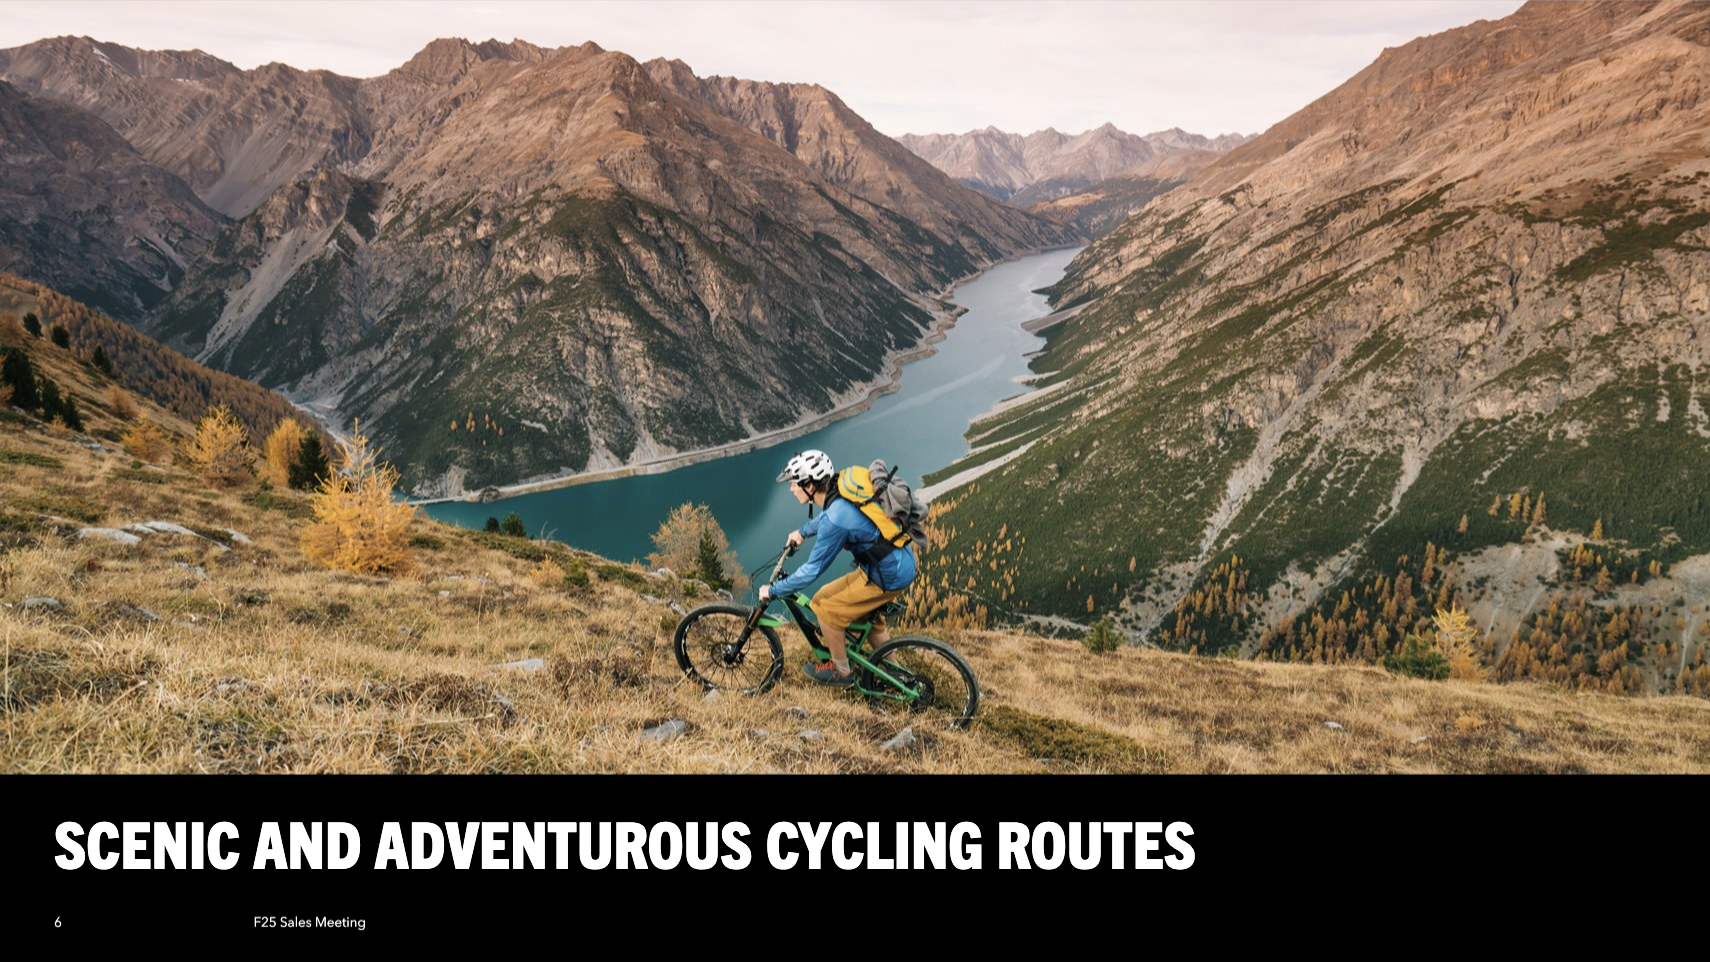 SCENIC AND ADVENTUROUS CYCLING ROUTES
6
F25 Sales Meeting